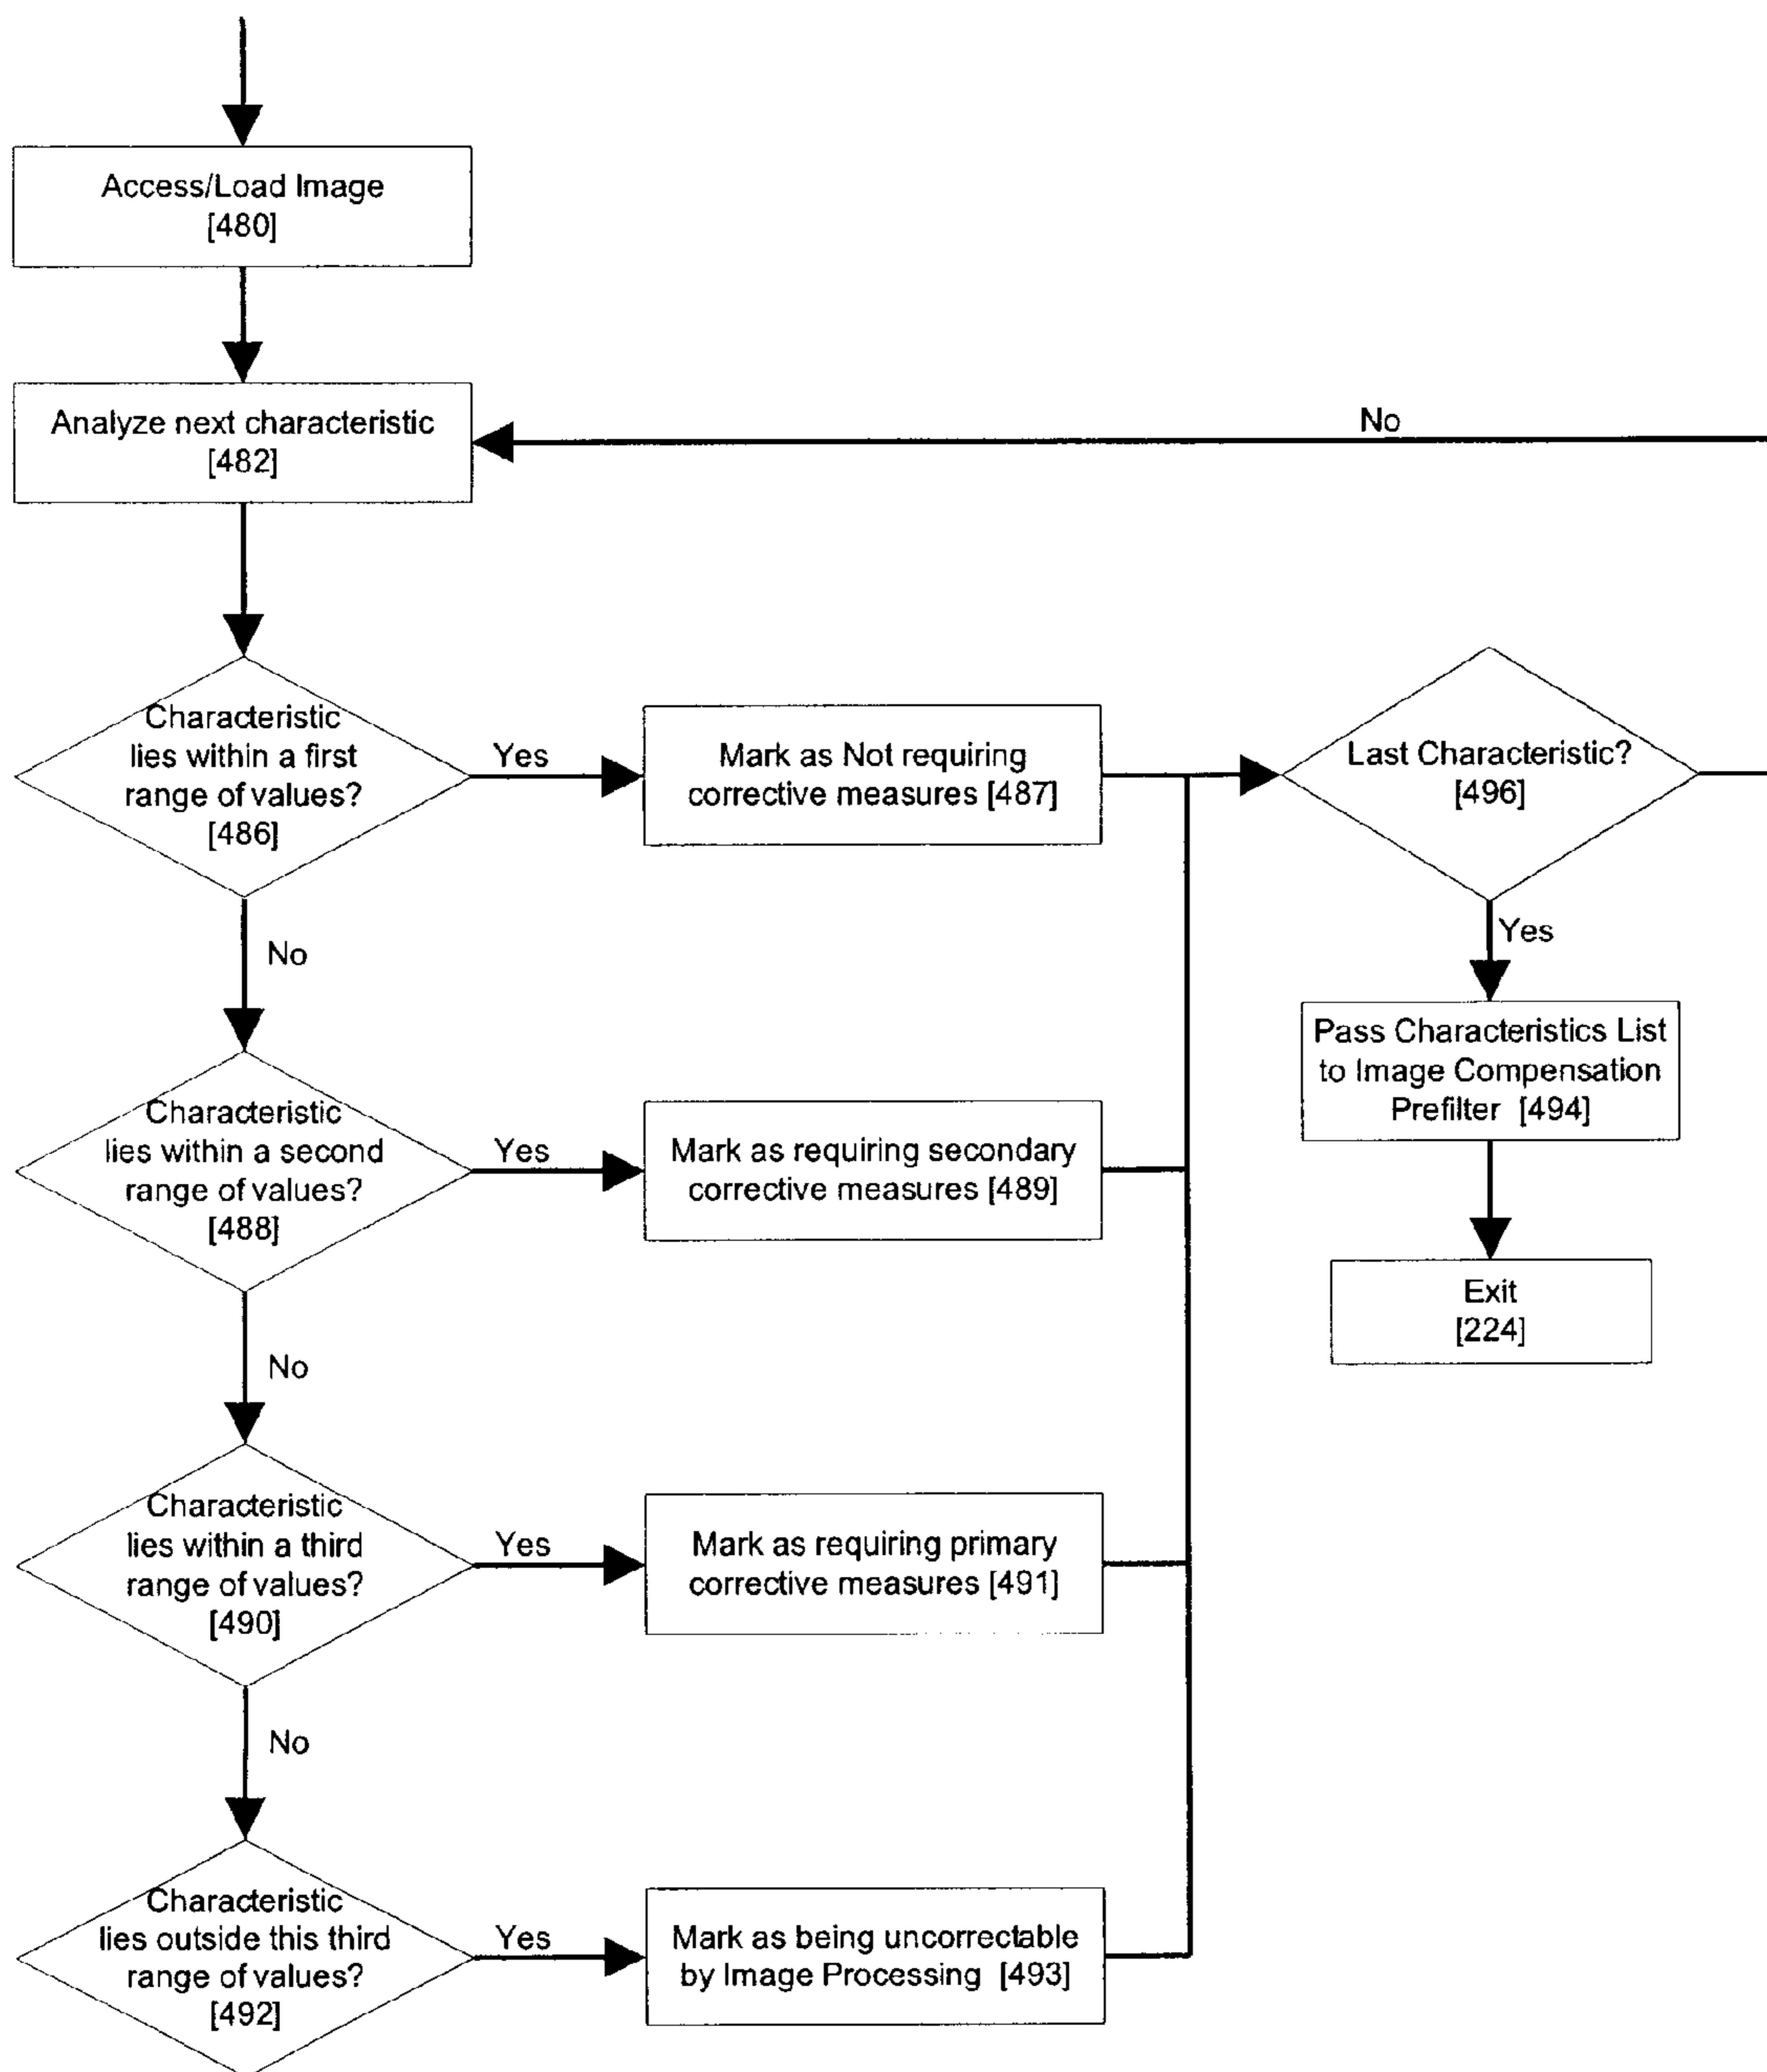 Access/Load Image
[480]
Analyze next characteristic
[482]
No
Characteristic
lies within a first
range of values?
[486]
Yes
Mark as Not requiring
corrective measures [487]
Last Characteristic?
[496]
No
Yes
Pass Characteristics List
to Image Compensation
Prefilter [494]
Exit
[224]
Characteristic
lies within a second
range of values?
[488]
Yes
Mark as requiring secondary
corrective measures [489]
No
Characteristic
lies within a third
range of values?
[490]
Yes
Mark as requiring primary
corrective measures [491]
No
Characteristic
lies outside this third
range of values?
[492]
Yes
Mark as being uncorrectable
by Image Processing [493]